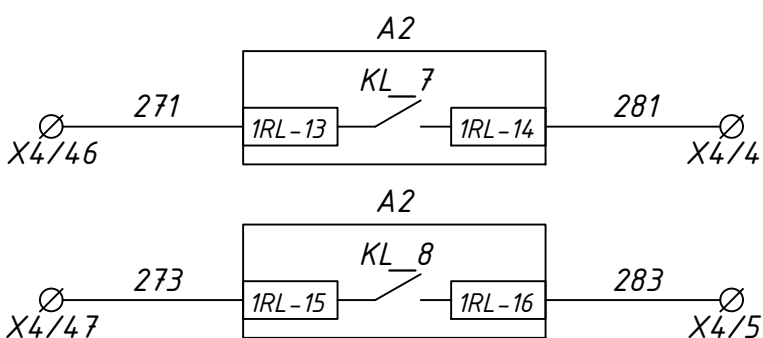 A2
KL_7
271 1RL-13 1RL-14 281
X4/46 X4/4
A2
KL_8
273 1RL-15 1RL-16 283
X4/47 X4/5